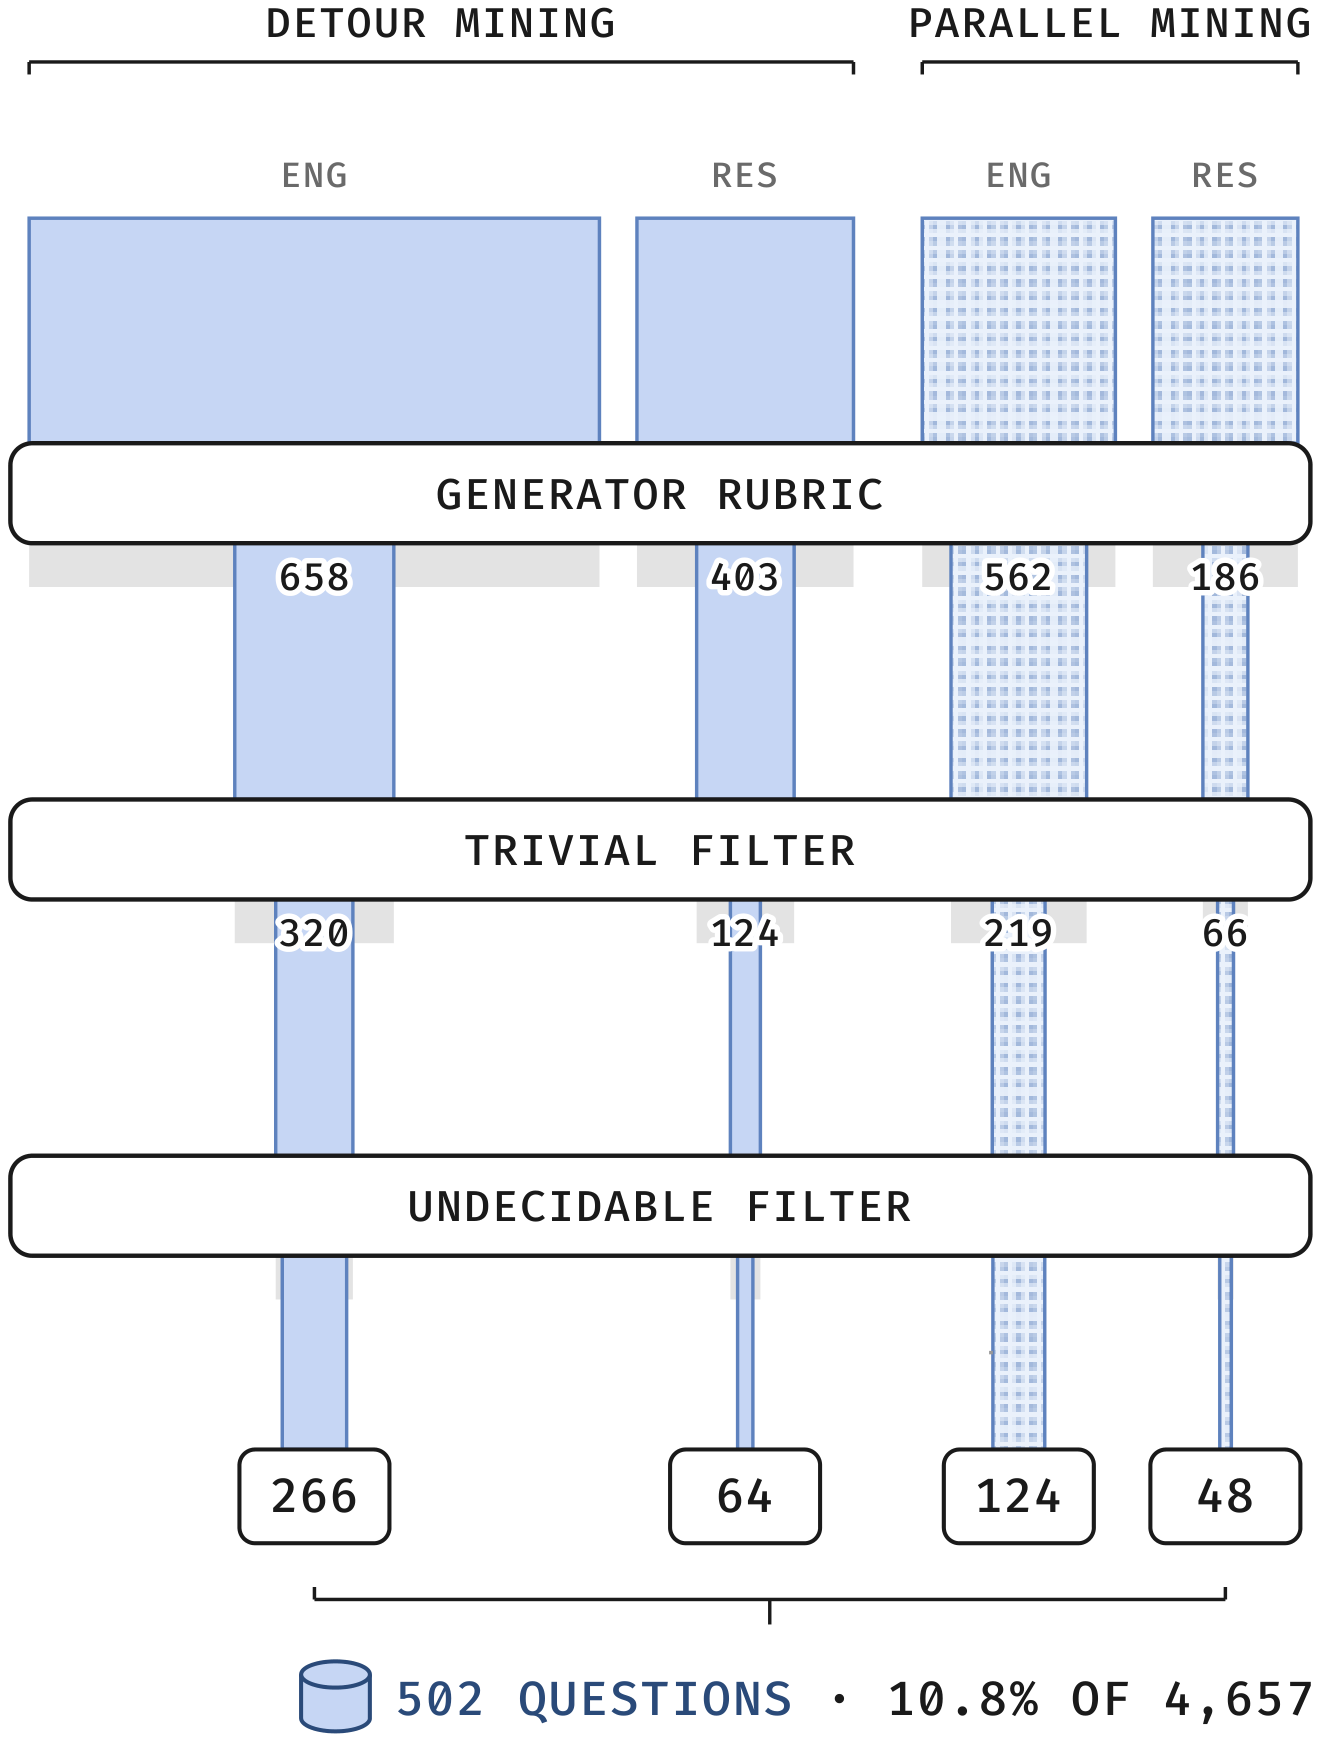 DETOUR MINING PARALLEL MINING
ENG RES ENG RES
GENERATOR RUBRIC
658 403 562 186
TRIVIAL FILTER
320 124 219 66
UNDECIDABLE FILTER
266 64 124 48
502 QUESTIONS · 10.8% OF 4,657